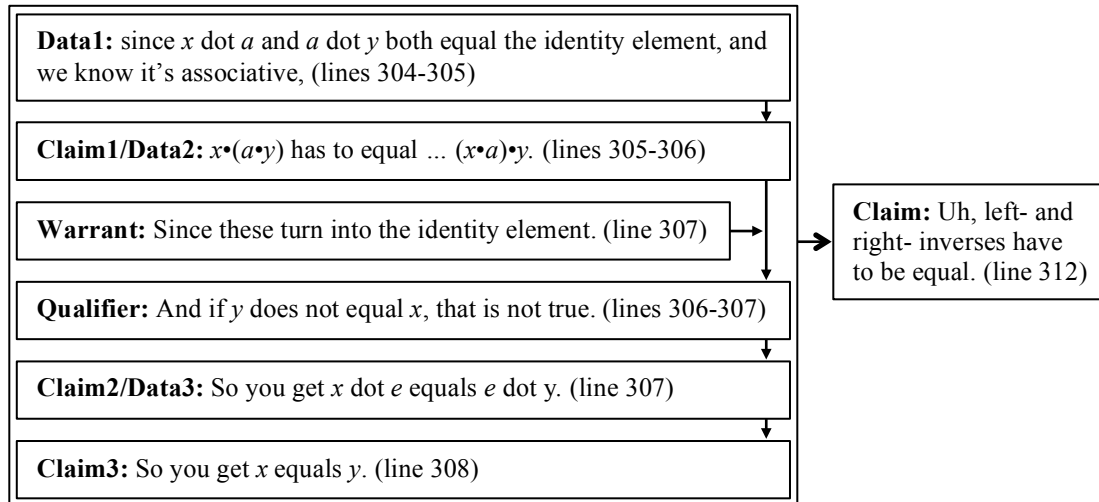 Data1: since x dot a and a dot y both equal the identity element, and
we know it’s associative, (lines 304-305)
Claim1/Data2: x•(a•y) has to equal … (x•a)•y. (lines 305-306)
Warrant: Since these turn into the identity element. (line 307)
Qualifier: And if y does not equal x, that is not true. (lines 306-307)
Claim2/Data3: So you get x dot e equals e dot y. (line 307)
Claim3: So you get x equals y. (line 308)
Claim: Uh, left- and
right- inverses have
to be equal. (line 312)